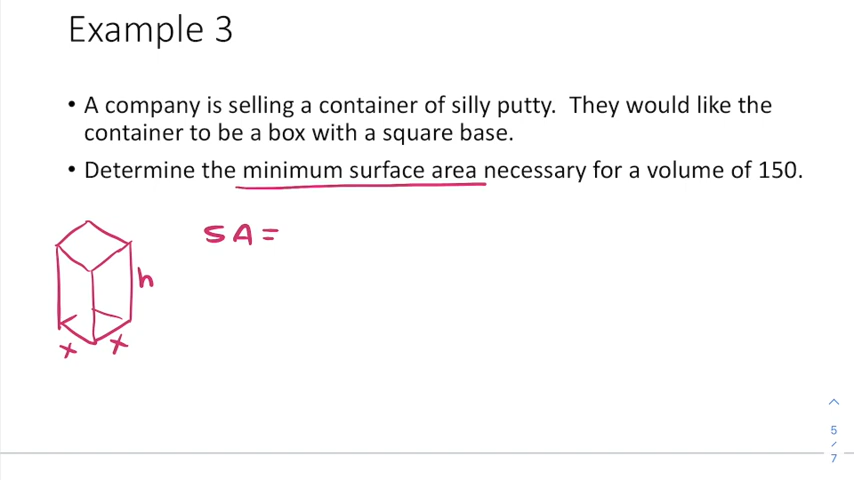 Example 3
• A company is selling a container of silly putty. They would like the
container to be a box with a square base.
• Determine the minimum surface area necessary for a volume of 150.
SA =
h
x x
5
/
7